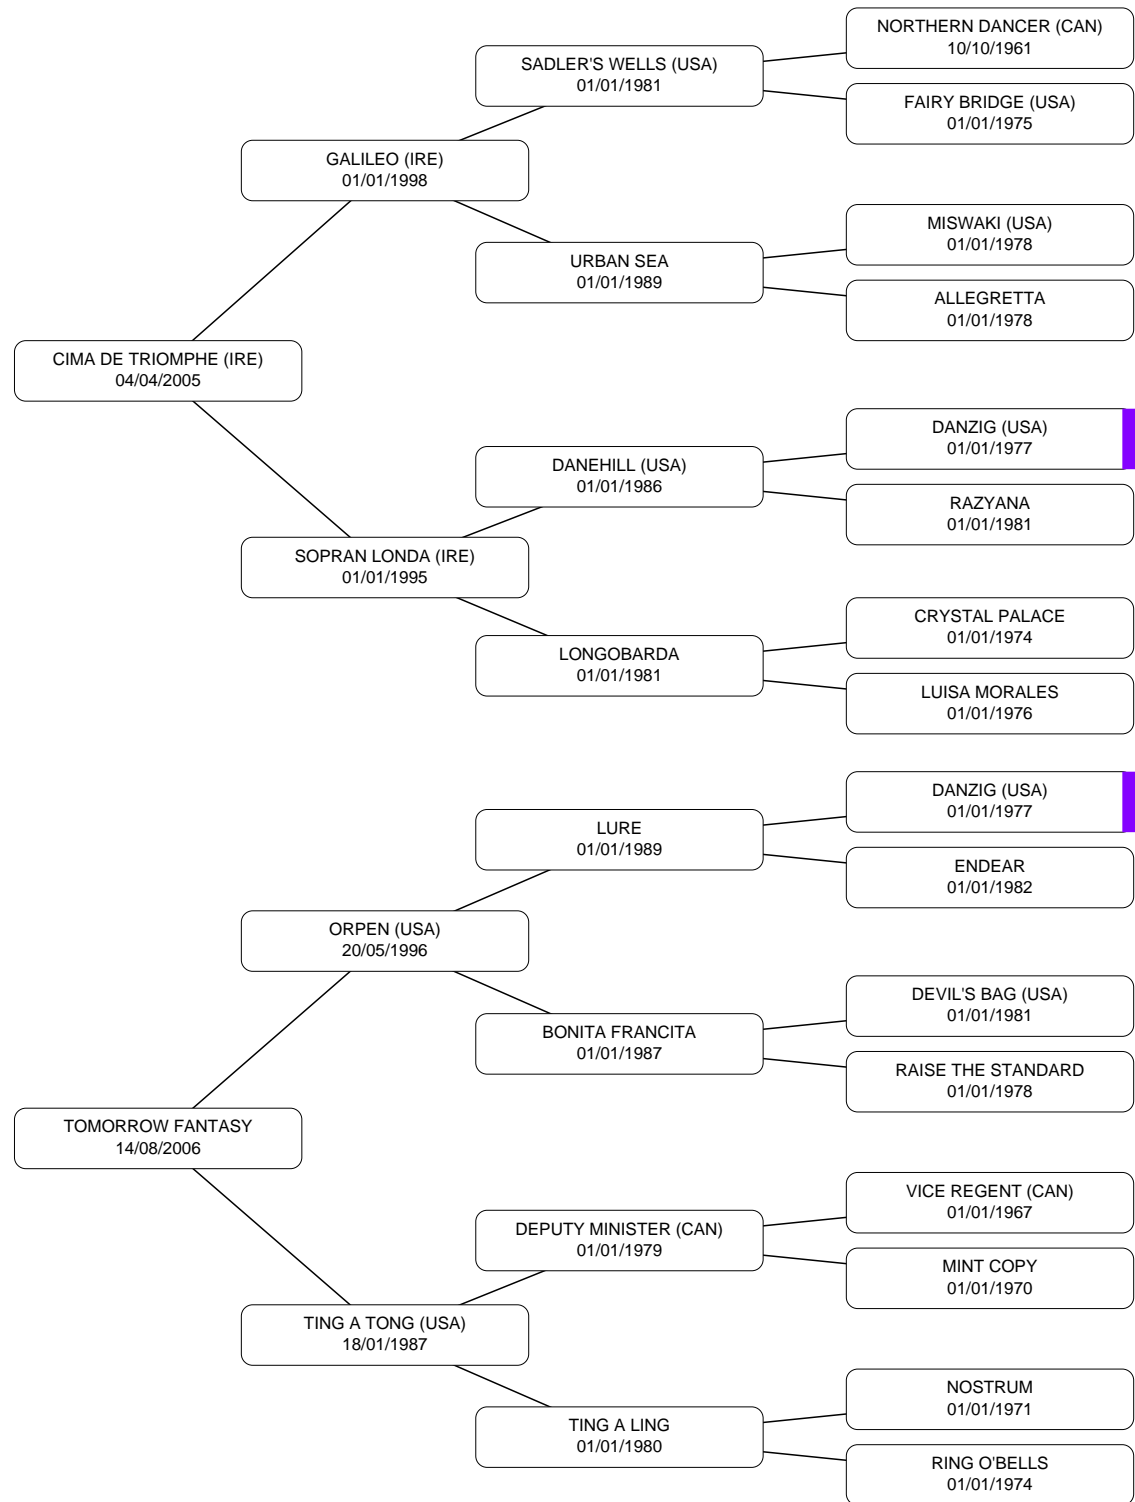 NORTHERN DANCER (CAN)
10/10/1961
SADLER'S WELLS (USA)
01/01/1981
FAIRY BRIDGE (USA)
01/01/1975
GALILEO (IRE)
01/01/1998
MISWAKI (USA)
01/01/1978
URBAN SEA
01/01/1989
ALLEGRETTA
01/01/1978
CIMA DE TRIOMPHE (IRE)
04/04/2005
DANZIG (USA)
01/01/1977
DANEHILL (USA)
01/01/1986
RAZYANA
01/01/1981
SOPRAN LONDA (IRE)
01/01/1995
CRYSTAL PALACE
01/01/1974
LONGOBARDA
01/01/1981
LUISA MORALES
01/01/1976
DANZIG (USA)
01/01/1977
LURE
01/01/1989
ENDEAR
01/01/1982
ORPEN (USA)
20/05/1996
DEVIL'S BAG (USA)
01/01/1981
BONITA FRANCITA
01/01/1987
RAISE THE STANDARD
01/01/1978
TOMORROW FANTASY
14/08/2006
VICE REGENT (CAN)
01/01/1967
DEPUTY MINISTER (CAN)
01/01/1979
MINT COPY
01/01/1970
TING A TONG (USA)
18/01/1987
NOSTRUM
01/01/1971
TING A LING
01/01/1980
RING O'BELLS
01/01/1974